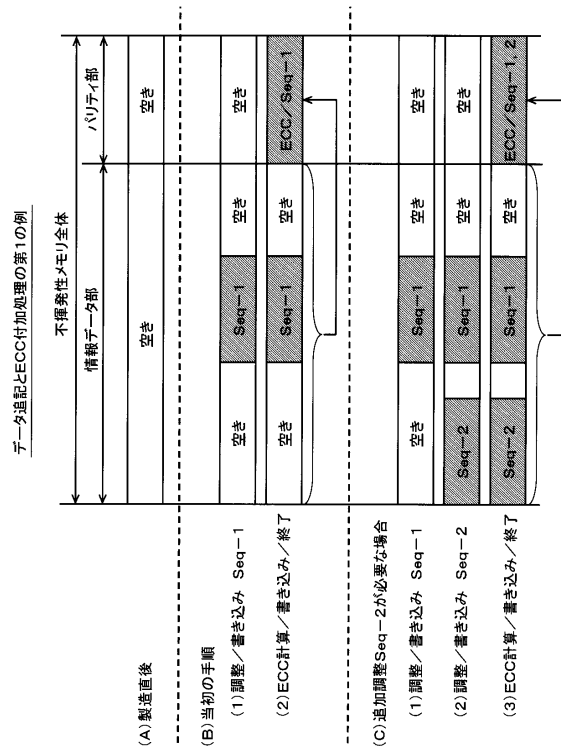 データ追記とECC付加処理の第1の例
不揮発性メモリ全体
情報データ部 パリティ部
(A)製造直後 空き 空き
(B)当初の手順
(1)調整／書き込み Seq－1 空き Seq－1 空き 空き
(2)ECC計算／書き込み／終了 空き Seq－1 空き ECC／Seq－1
(C)追加調整Seq－2が必要な場合
(1)調整／書き込み Seq－1 空き Seq－1 空き 空き
(2)調整／書き込み Seq－2 Seq－2 Seq－1 空き 空き
(3)ECC計算／書き込み／終了 Seq－2 Seq－1 空き ECC／Seq－1, 2